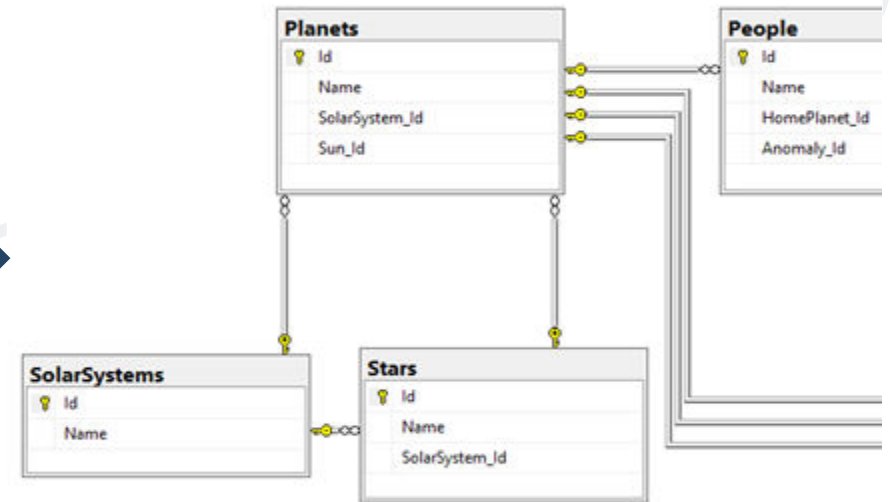 Planets
Id
Name
SolarSystem_Id
Sun_Id
People
Id
Name
HomePlanet_Id
Anomaly_Id
SolarSystems
Id
Name
Stars
Id
Name
SolarSystem_Id